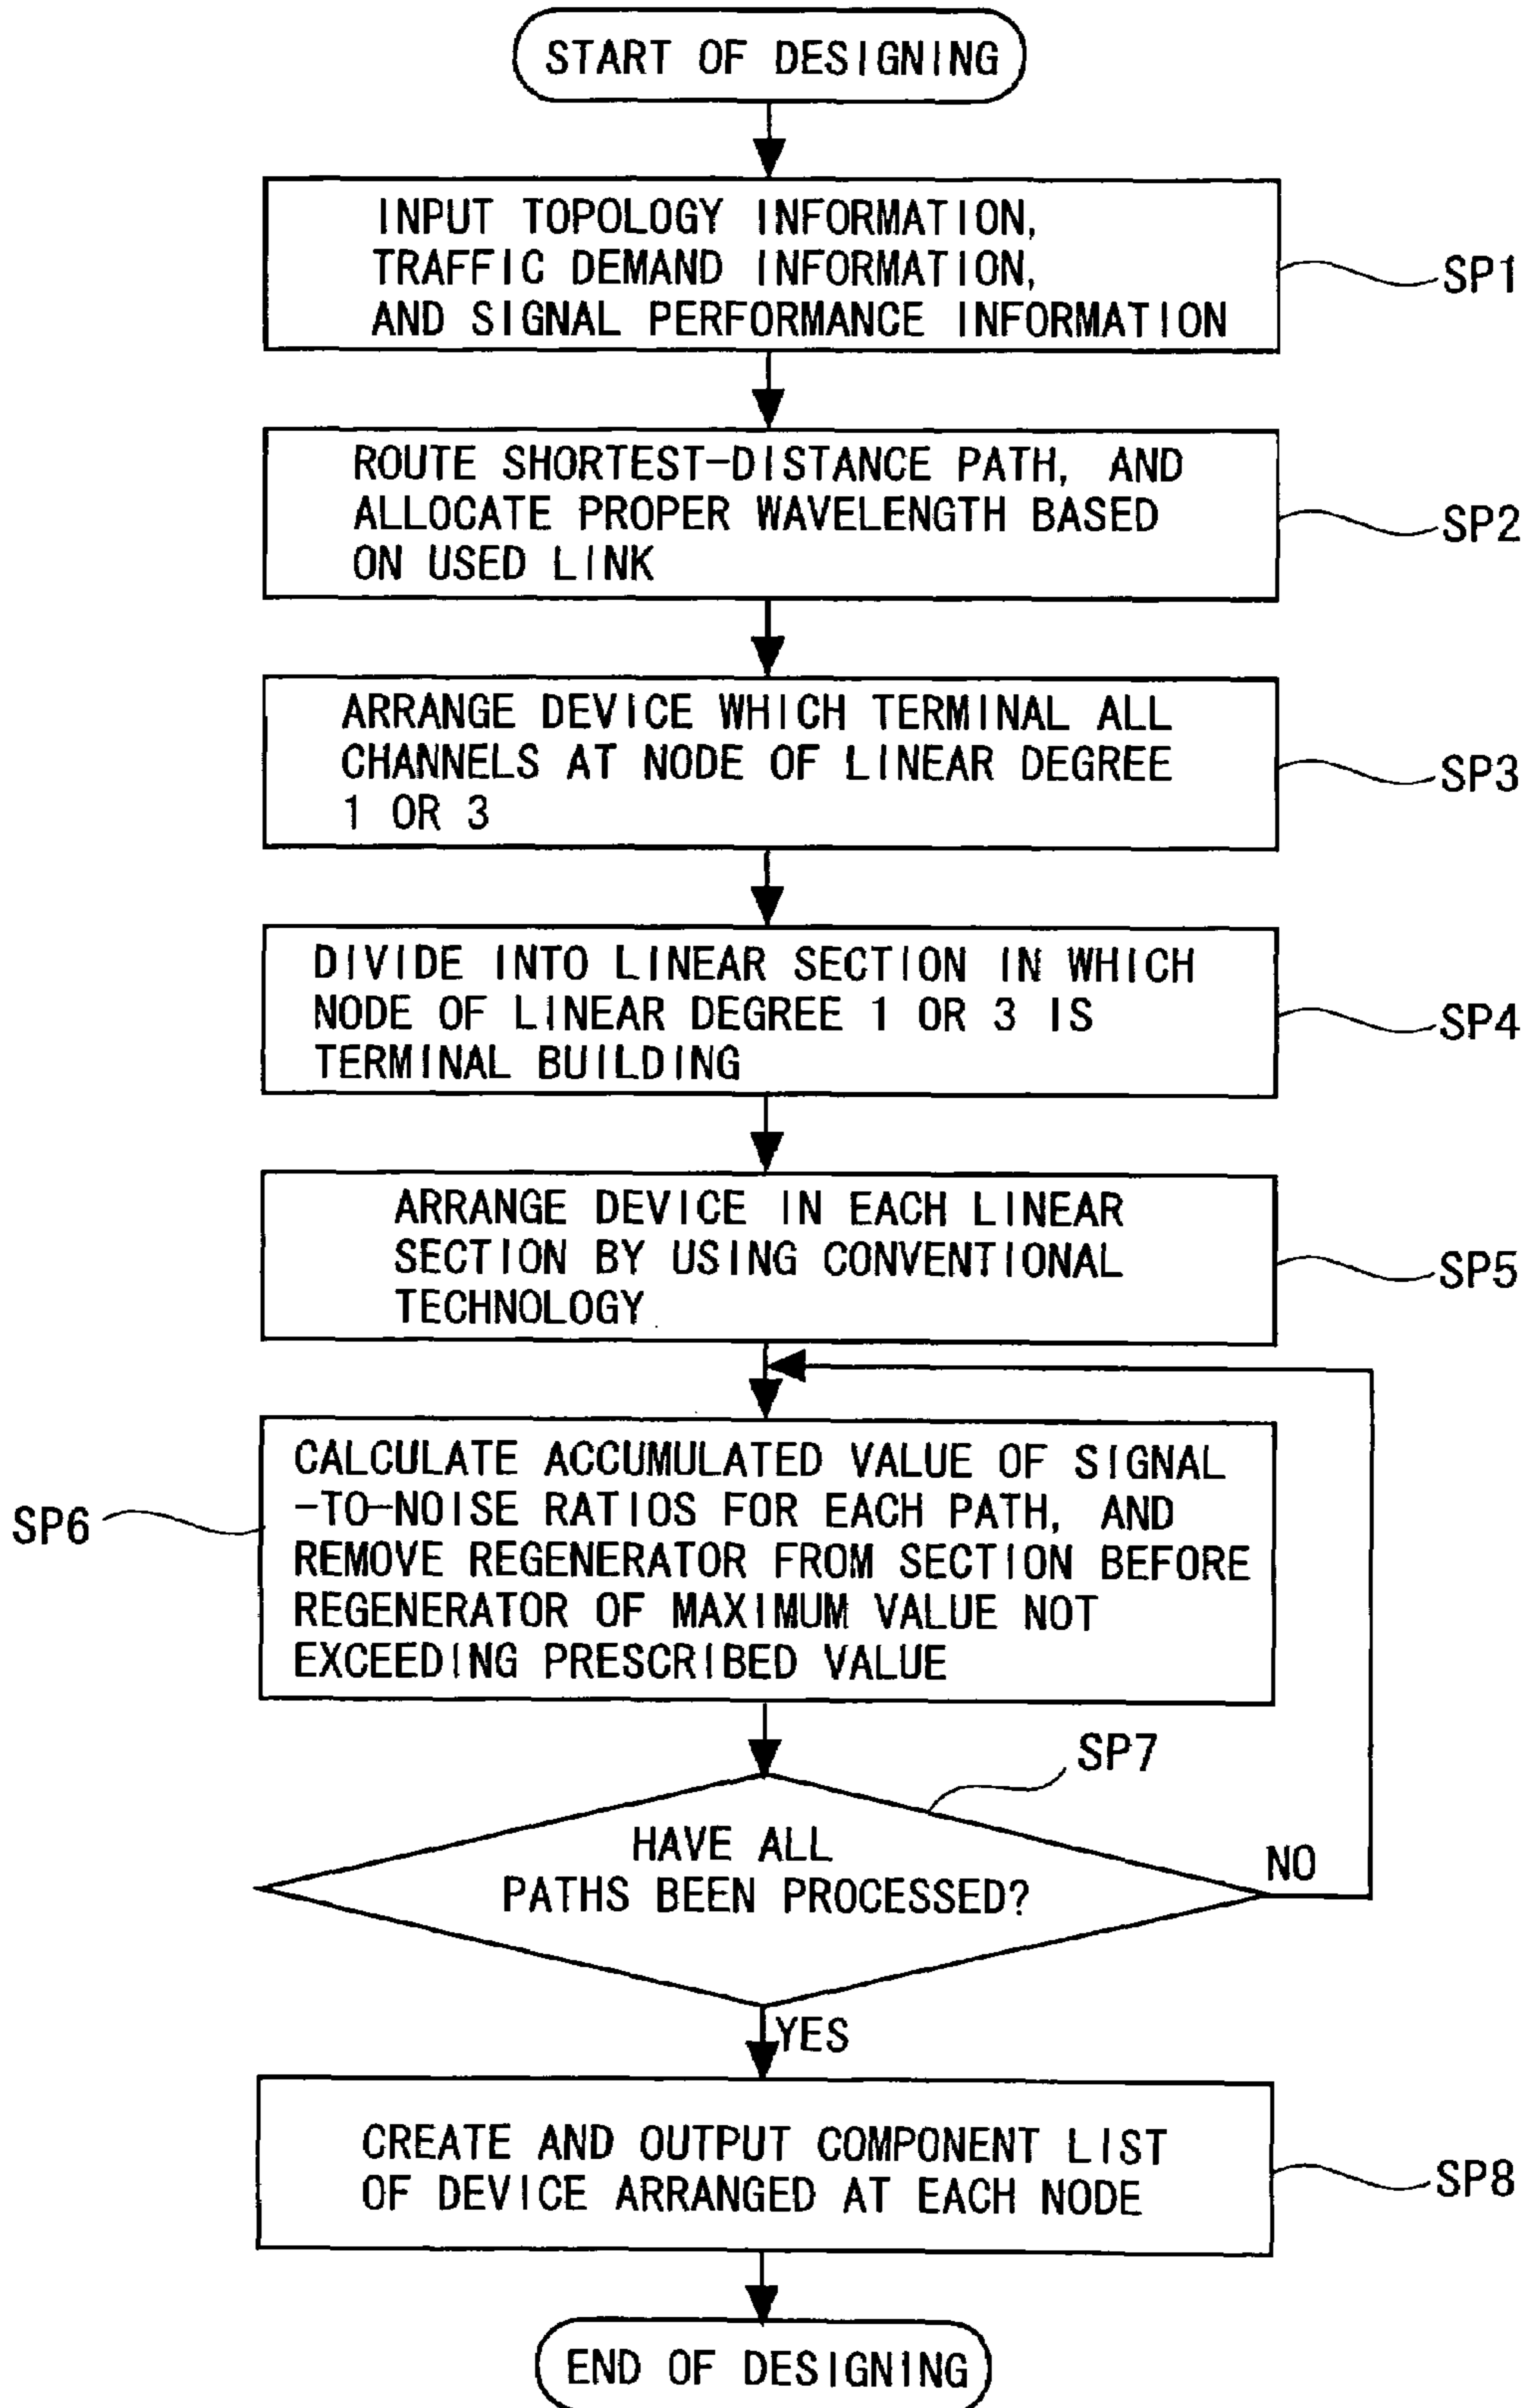 START OF DESIGNING
INPUT TOPOLOGY INFORMATION,
TRAFFIC DEMAND INFORMATION,
AND SIGNAL PERFORMANCE INFORMATION
SP1
ROUTE SHORTEST-DISTANCE PATH, AND
ALLOCATE PROPER WAVELENGTH BASED
ON USED LINK
SP2
ARRANGE DEVICE WHICH TERMINAL ALL
CHANNELS AT NODE OF LINEAR DEGREE
1 OR 3
SP3
DIVIDE INTO LINEAR SECTION IN WHICH
NODE OF LINEAR DEGREE 1 OR 3 IS
TERMINAL BUILDING
SP4
ARRANGE DEVICE IN EACH LINEAR
SECTION BY USING CONVENTIONAL
TECHNOLOGY
SP5
CALCULATE ACCUMULATED VALUE OF SIGNAL
-TO-NOISE RATIOS FOR EACH PATH, AND
REMOVE REGENERATOR FROM SECTION BEFORE
REGENERATOR OF MAXIMUM VALUE NOT
EXCEEDING PRESCRIBED VALUE
SP6
SP7
HAVE ALL
PATHS BEEN PROCESSED?
NO
YES
CREATE AND OUTPUT COMPONENT LIST
OF DEVICE ARRANGED AT EACH NODE
SP8
END OF DESIGNING